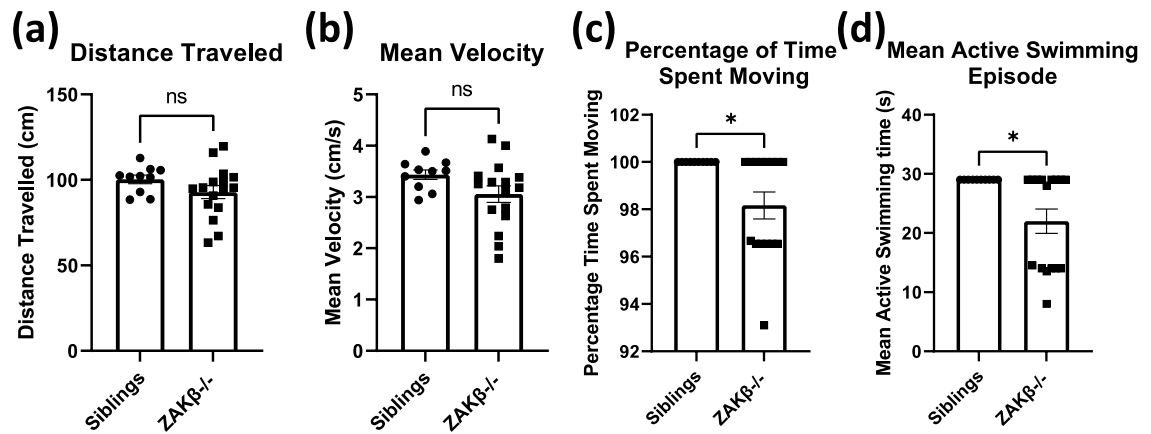 (a) Distance Traveled
ns
Distance Travelled (cm)
150
100
50
0
Siblings
ZAKβ-/-
(b) Mean Velocity
ns
Mean Velocity (cm/s)
5
4
3
2
1
0
Siblings
ZAKβ-/-
(c) Percentage of Time
Spent Moving
*
Percentage Time Spent Moving
102
100
98
96
94
92
Siblings
ZAKβ-/-
(d) Mean Active Swimming
Episode
*
Mean Active Swimming time (s)
40
30
20
10
0
Siblings
ZAKβ-/-